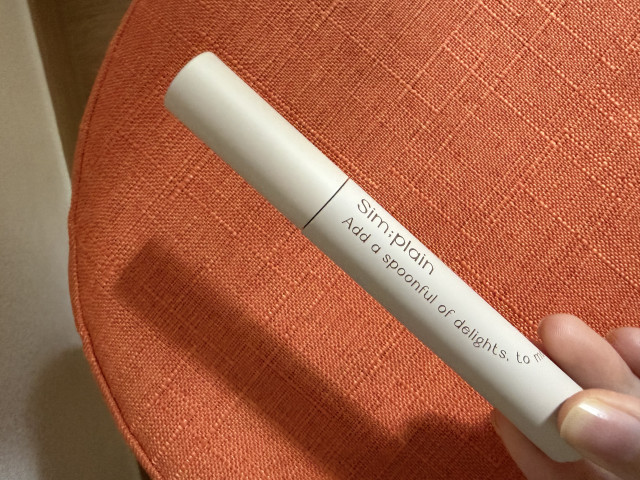 Sim;plain
Add a spoonful of delights, to